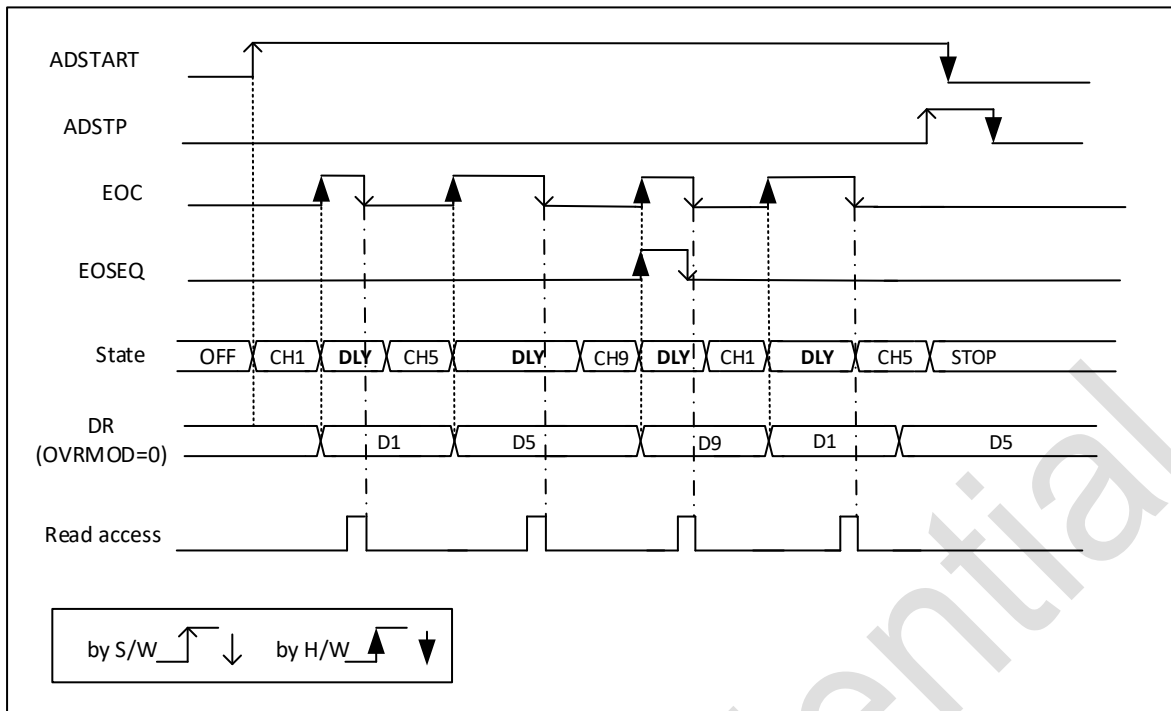 ADSTART
ADSTP
EOC
EOSEQ
State OFF CH1 DLY CH5 DLY CH9 DLY CH1 DLY CH5 STOP
DR
(OVRMOD=0) D1 D5 D9 D1 D5
Read access
by S/W by H/W
ential